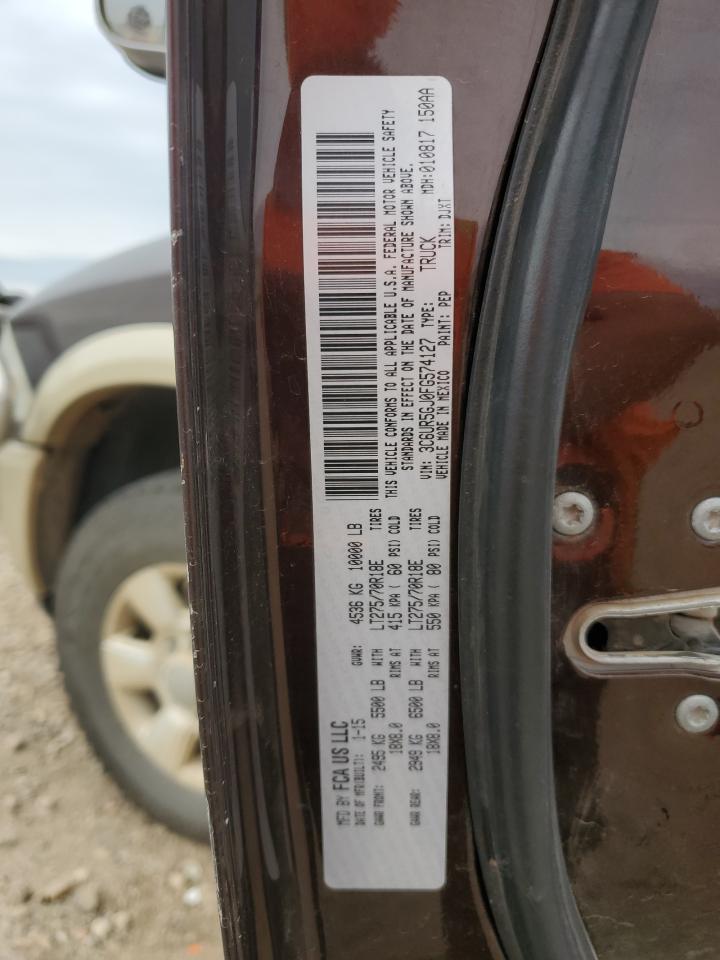 MFD BY FCA US LLC
DATE OF MFR(BUILT): 1-15 GVWR: 4536 KG 10000 LB
GAWR FRONT: 2495 KG 5500 LB WITH LT275/70R18E TIRES
18X8.0 RIMS AT 415 KPA ( 60 PSI) COLD
GAWR REAR: 2949 KG 6500 LB WITH LT275/70R18E TIRES
18X8.0 RIMS AT 550 KPA ( 80 PSI) COLD
THIS VEHICLE CONFORMS TO ALL APPLICABLE U.S.A. FEDERAL MOTOR VEHICLE SAFETY
STANDARDS IN EFFECT ON THE DATE OF MANUFACTURE SHOWN ABOVE.
VIN: 3C6UR5GJ0FG574127 TYPE: TRUCK MDH:010817 150AA
VEHICLE MADE IN MEXICO PAINT: PEP TRIM: DJXT